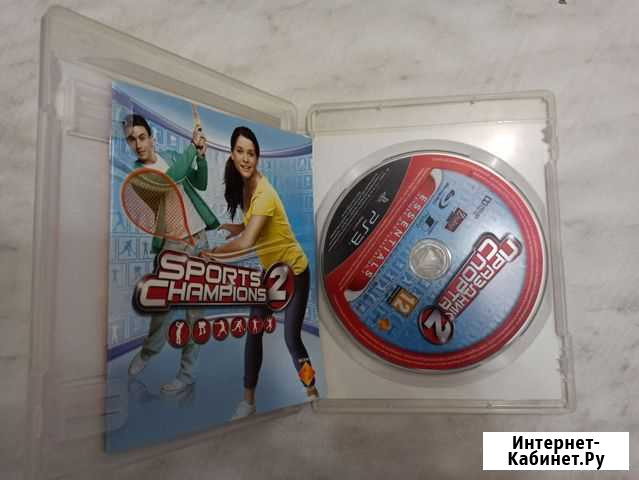 SPORTS
CHAMPIONS 2
PS3
ESSENTIALS
12
ПРАЗДНИК
СПОРТА 2
Интернет-
Кабинет.Ру